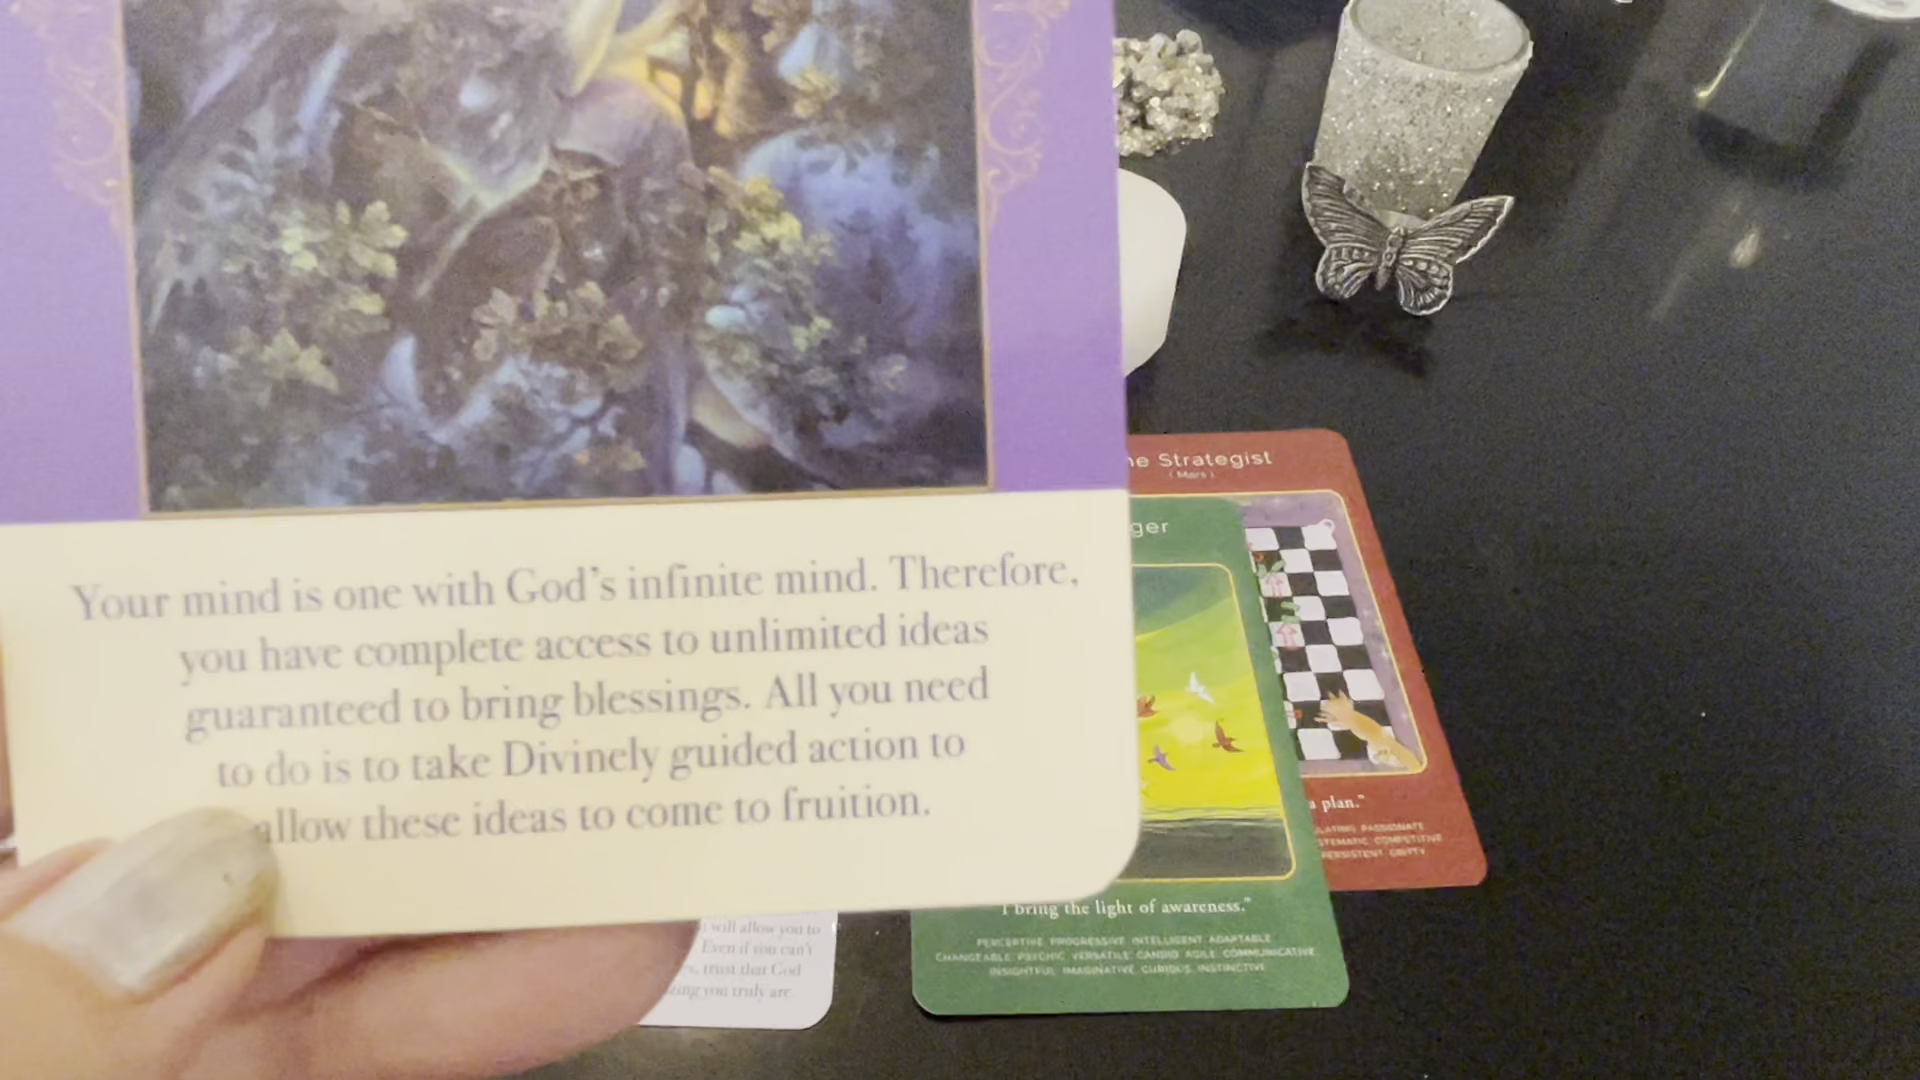 Your mind is one with God's infinite mind. Therefore,
you have complete access to unlimited ideas
guaranteed to bring blessings. All you need
to do is to take Divinely guided action to
allow these ideas to come to fruition.
he Strategist
( Mars )
ger
a plan."
LATING PASSIONATE
STEMATIC COMPETITIVE
PERSISTENT GRITTY
I bring the light of awareness."
PERCEPTIVE PROGRESSIVE INTELLIGENT ADAPTABLE
CHANGEABLE PSYCHIC VERSATILE CANDID AGILE COMMUNICATIVE
INSIGHTFUL IMAGINATIVE CURIOUS INSTINCTIVE
will allow you to
Even if you can't
trust that God
zing you truly are.